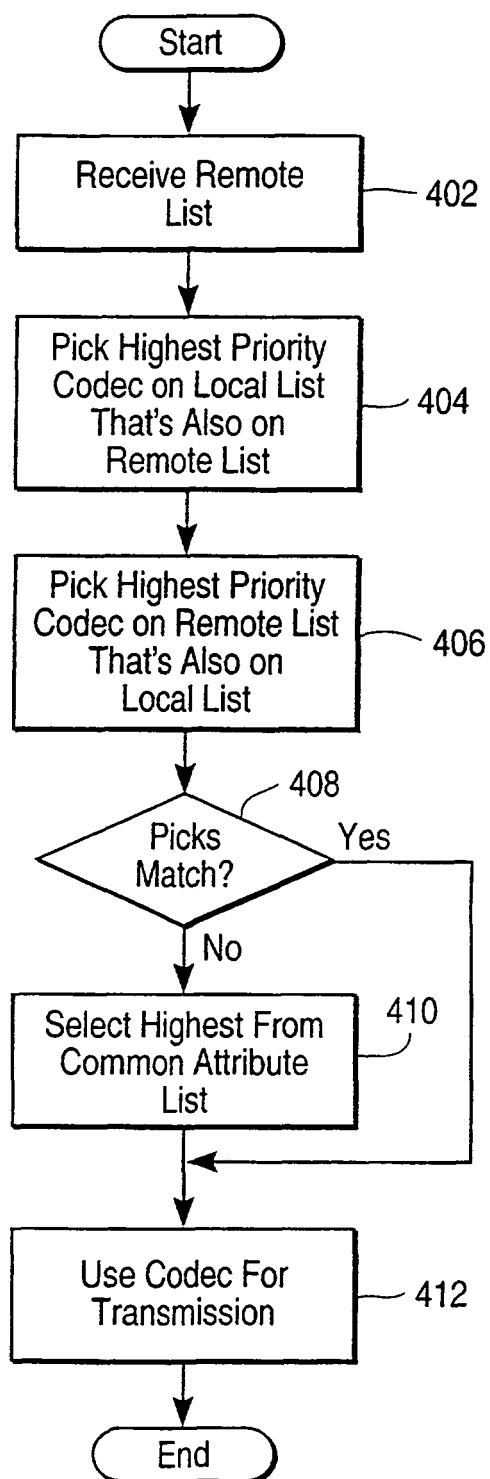 Start
Receive Remote
List
402
Pick Highest Priority
Codec on Local List
That's Also on
Remote List
404
Pick Highest Priority
Codec on Remote List
That's Also on
Local List
406
408
Picks
Match?
Yes
No
Select Highest From
Common Attribute
List
410
Use Codec For
Transmission
412
End